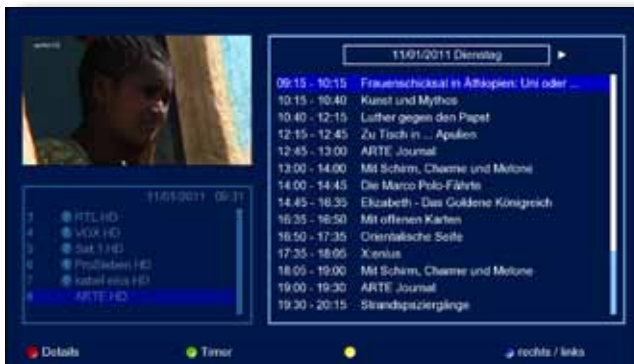 11/01/2011 09:31
3 RTL HD
4 VOX HD
5 Sat.1 HD
6 ProSieben HD
7 kabel eins HD
8 ARTE HD
11/01/2011 Dienstag
09:15 - 10:15 Frauenschicksal in Äthiopien: Uni oder ...
10:15 - 10:40 Kunst und Mythos
10:40 - 12:15 Luther gegen den Papst
12:15 - 12:45 Zu Tisch in ... Apulien
12:45 - 13:00 ARTE Journal
13:00 - 14:00 Mit Schirm, Charme und Melone
14:00 - 14:45 Die Marco Polo-Fährte
14:45 - 16:35 Elizabeth - Das Goldene Königreich
16:35 - 16:50 Mit offenen Karten
16:50 - 17:35 Orientalische Seide
17:35 - 18:05 X:enius
18:05 - 19:00 Mit Schirm, Charme und Melone
19:00 - 19:30 ARTE Journal
19:30 - 20:15 Strandspaziergänge
Details
Timer
rechts / links